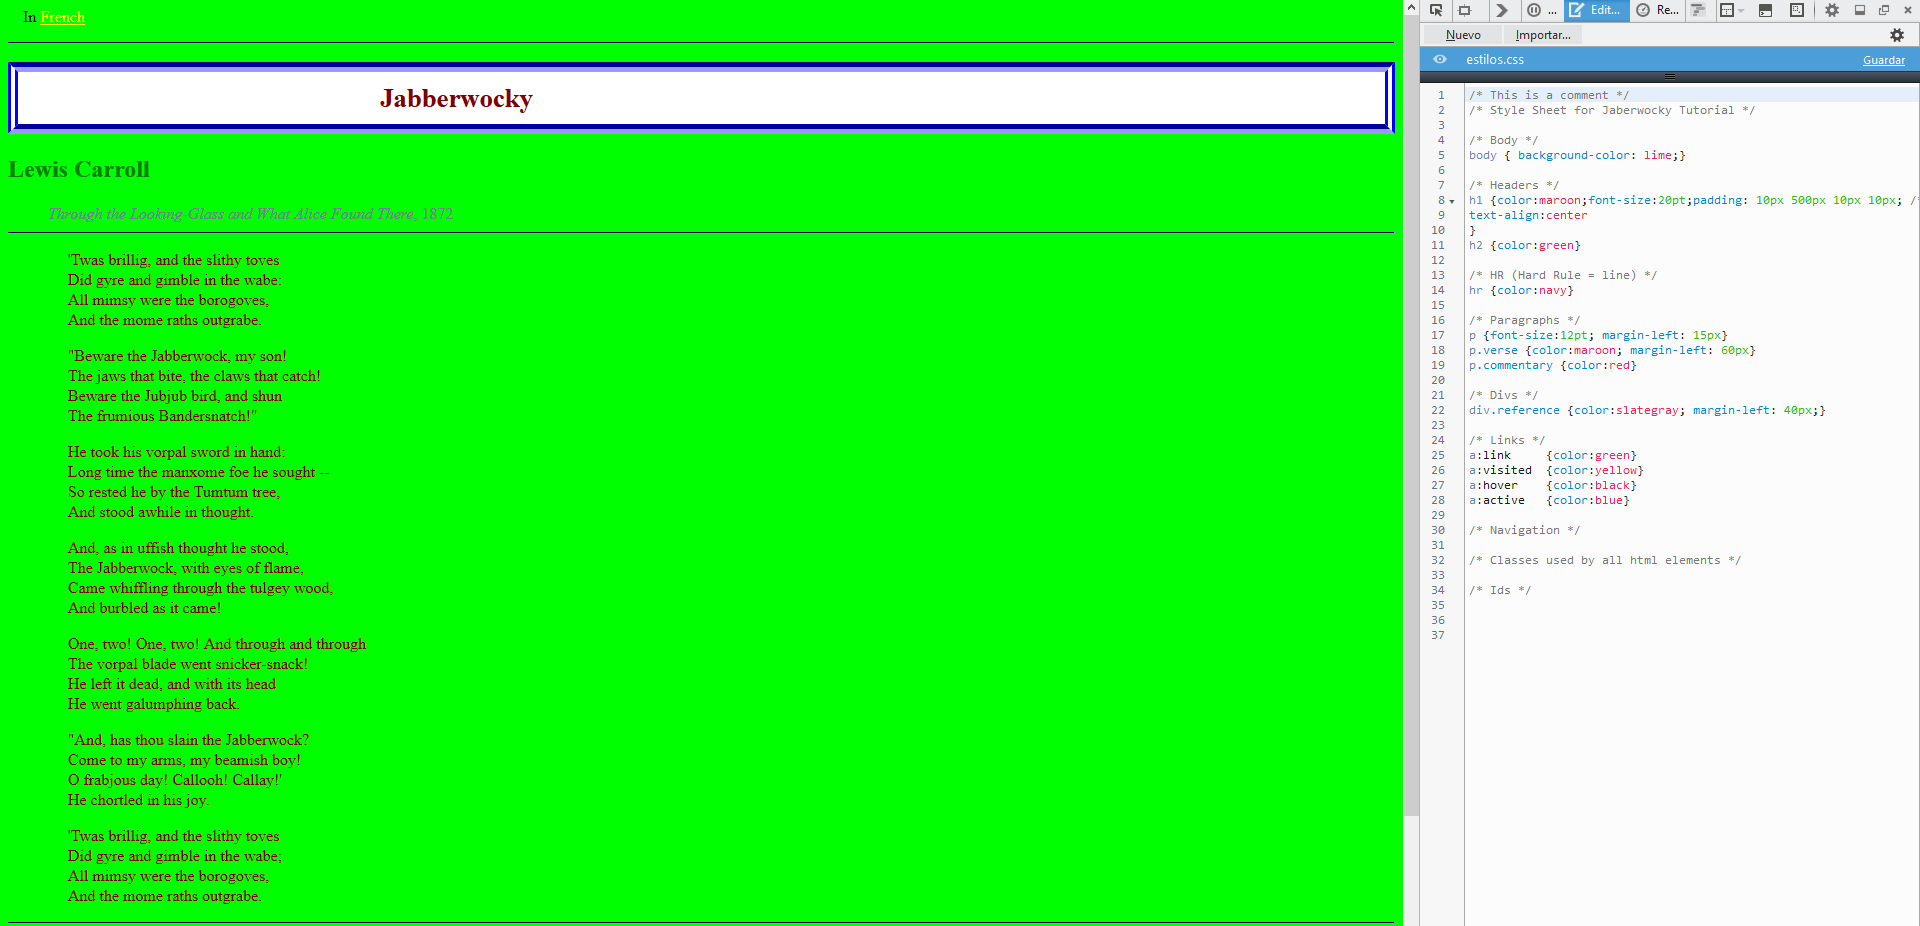 In French
Jabberwocky
Lewis Carroll
Through the Looking-Glass and What Alice Found There, 1872
'Twas brillig, and the slithy toves
Did gyre and gimble in the wabe:
All mimsy were the borogoves,
And the mome raths outgrabe.
"Beware the Jabberwock, my son!
The jaws that bite, the claws that catch!
Beware the Jubjub bird, and shun
The frumious Bandersnatch!"
He took his vorpal sword in hand:
Long time the manxome foe he sought --
So rested he by the Tumtum tree,
And stood awhile in thought.
And, as in uffish thought he stood,
The Jabberwock, with eyes of flame,
Came whiffling through the tulgey wood,
And burbled as it came!
One, two! One, two! And through and through
The vorpal blade went snicker-snack!
He left it dead, and with its head
He went galumphing back.
"And, has thou slain the Jabberwock?
Come to my arms, my beamish boy!
O frabjous day! Callooh! Callay!'
He chortled in his joy.
'Twas brillig, and the slithy toves
Did gyre and gimble in the wabe;
All mimsy were the borogoves,
And the mome raths outgrabe.
... Edit... Re...
Nuevo Importar...
estilos.css Guardar
1 /* This is a comment */
2 /* Style Sheet for Jaberwocky Tutorial */
3
4 /* Body */
5 body { background-color: lime;}
6
7 /* Headers */
8 h1 {color:maroon;font-size:20pt;padding: 10px 500px 10px 10px; /*
9 text-align:center
10 }
11 h2 {color:green}
12
13 /* HR (Hard Rule = line) */
14 hr {color:navy}
15
16 /* Paragraphs */
17 p {font-size:12pt; margin-left: 15px}
18 p.verse {color:maroon; margin-left: 60px}
19 p.commentary {color:red}
20
21 /* Divs */
22 div.reference {color:slategray; margin-left: 40px;}
23
24 /* Links */
25 a:link     {color:green}
26 a:visited  {color:yellow}
27 a:hover    {color:black}
28 a:active   {color:blue}
29
30 /* Navigation */
31
32 /* Classes used by all html elements */
33
34 /* Ids */
35
36
37